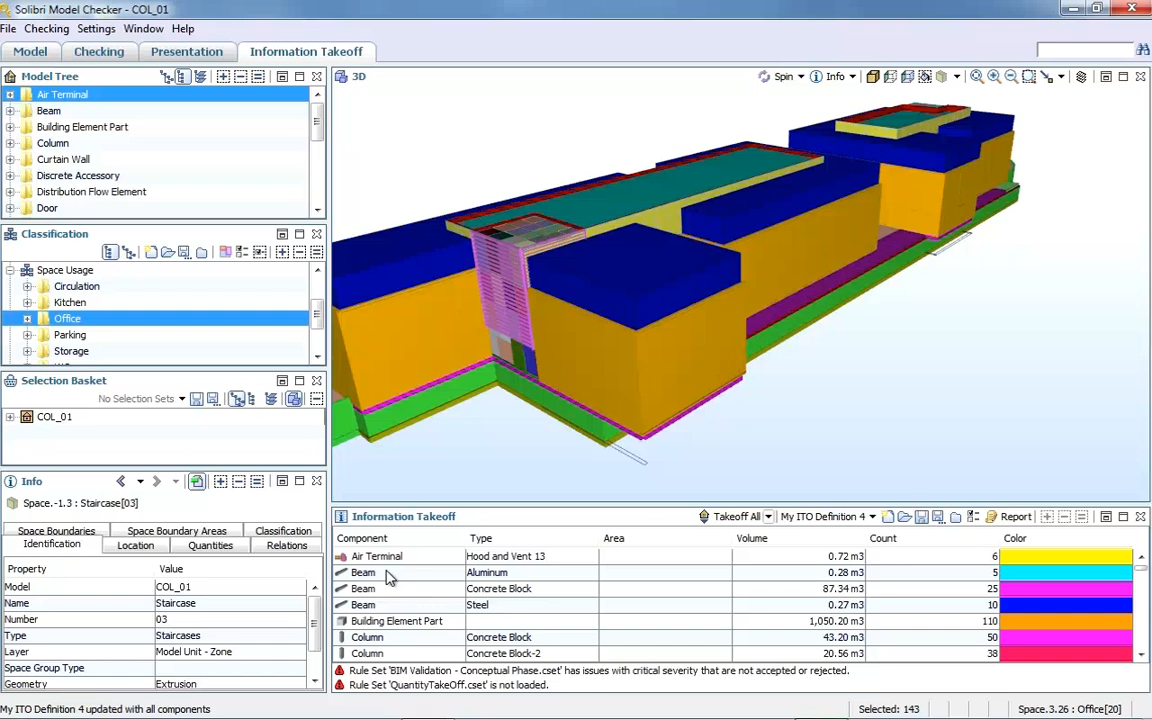 Solibri Model Checker - COL_01
File Checking Settings Window Help
Model Checking Presentation Information Takeoff
Model Tree
Air Terminal
Beam
Building Element Part
Column
Curtain Wall
Discrete Accessory
Distribution Flow Element
Door
Classification
Space Usage
Circulation
Kitchen
Office
Parking
Storage
Selection Basket
No Selection Sets
COL_01
Info
Space.-1.3 : Staircase[03]
Space Boundaries Space Boundary Areas Classification
Identification Location Quantities Relations
Property Value
Model COL_01
Name Staircase
Number 03
Type Staircases
Layer Model Unit - Zone
Space Group Type
Geometry Extrusion
3D Spin Info
Information Takeoff Takeoff All My ITO Definition 4 Report
Component Type Area Volume Count Color
Air Terminal Hood and Vent 13 0.72 m3 6
Beam Aluminum 0.28 m3 5
Beam Concrete Block 87.34 m3 25
Beam Steel 0.27 m3 10
Building Element Part 1,050.20 m3 110
Column Concrete Block 43.20 m3 50
Column Concrete Block-2 20.56 m3 38
Rule Set 'BIM Validation - Conceptual Phase.cset' has issues with critical severity that are not accepted or rejected.
Rule Set 'QuantityTakeOff.cset' is not loaded.
My ITO Definition 4 updated with all components Selected: 143 Space.3.26 : Office[20]